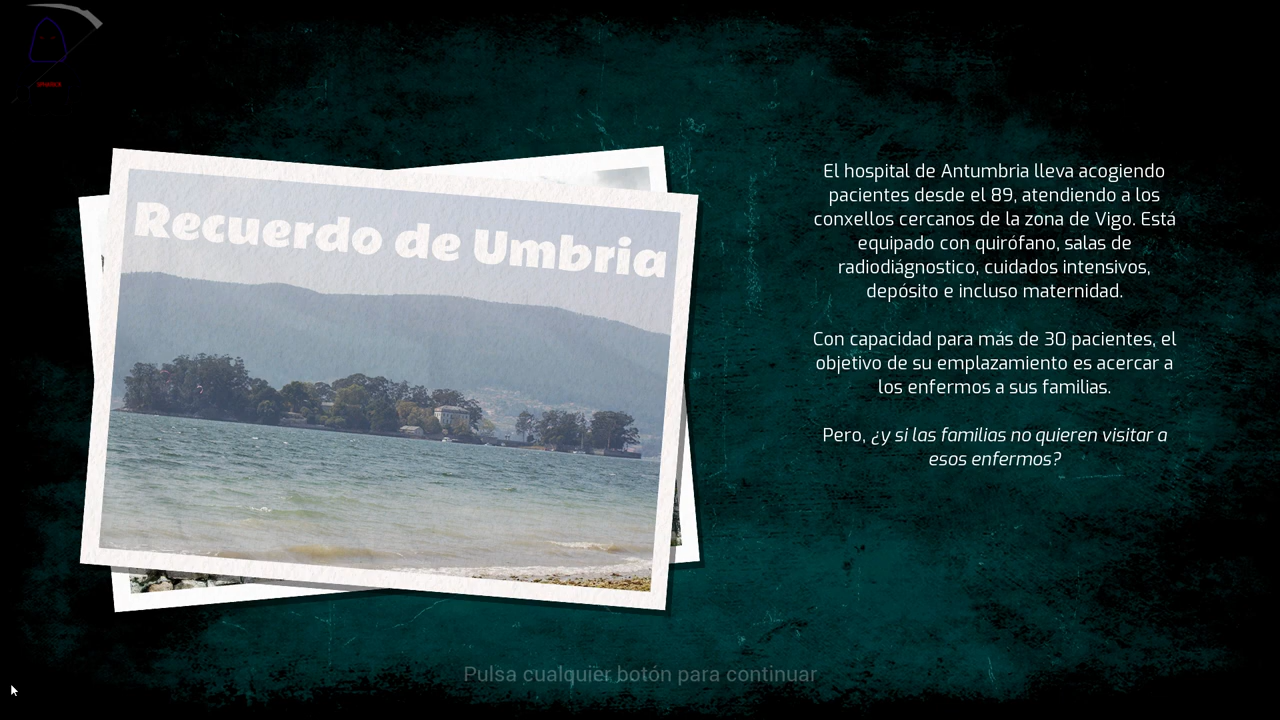 Recuerdo de Umbria
El hospital de Antumbria lleva acogiendo
pacientes desde el 89, atendiendo a los
conxellos cercanos de la zona de Vigo. Está
equipado con quirófano, salas de
radiodiágnostico, cuidados intensivos,
depósito e incluso maternidad.
Con capacidad para más de 30 pacientes, el
objetivo de su emplazamiento es acercar a
los enfermos a sus familias.
Pero, ¿y si las familias no quieren visitar a
esos enfermos?
Pulsa cualquier botón para continuar